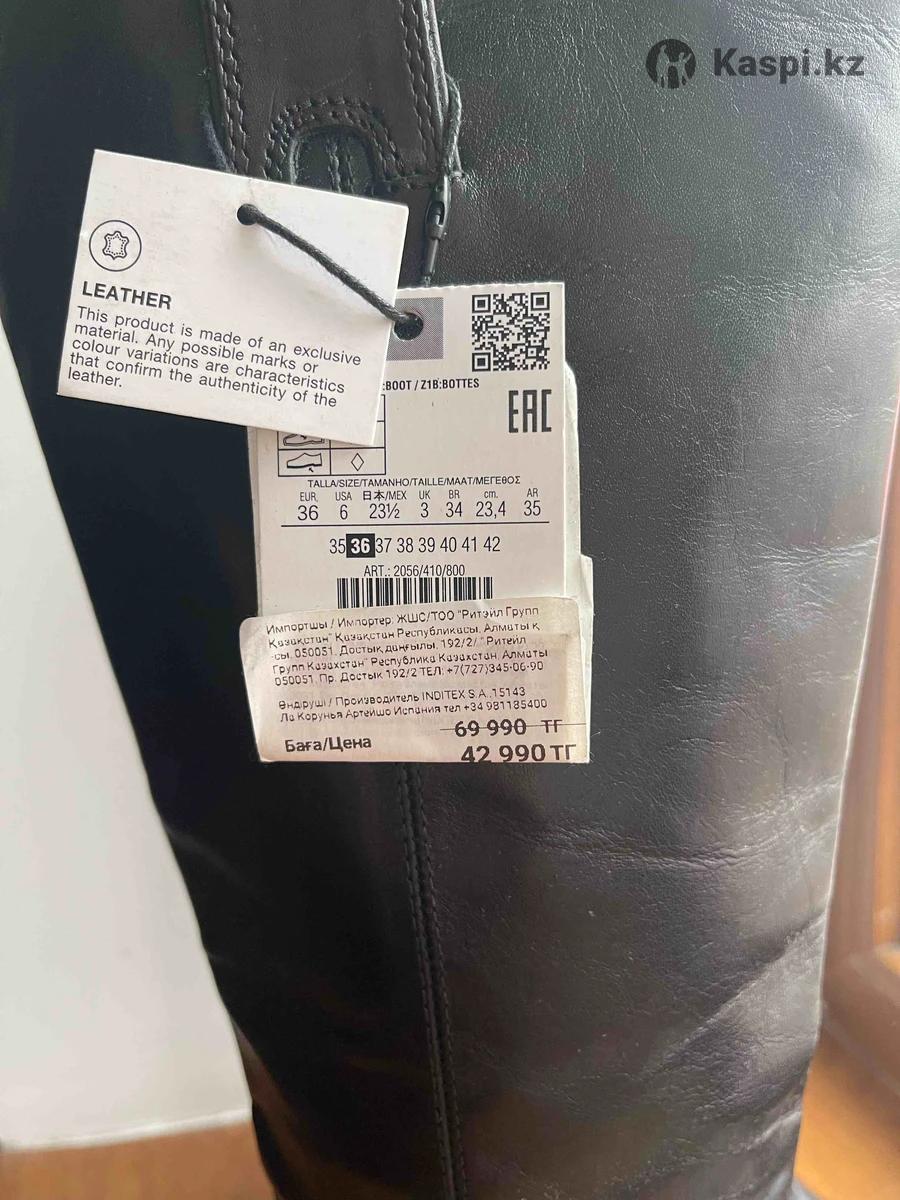 Kaspi.kz
LEATHER
This product is made of an exclusive
material. Any possible marks or
colour variations are characteristics
that confirm the authenticity of the
leather.
:BOOT / Z1B:BOTTES
EAC
TALLA/SIZE/TAMANHO/TAILLE/MAAT/ΜΕΓΕΘΟΣ
EUR. USA 日本/MEX UK BR cm. AR
36 6 23½ 3 34 23,4 35
35 36 37 38 39 40 41 42
ART.: 2056/410/800
Импортшы / Импортер: ЖШС/ТОО "Ритэйл Групп
Қазақстан" Қазақстан Республикасы, Алматы қ
-сы, 050051, Достық даңғылы, 192/2/ "Ритейл
Групп Казахстан" Республика Казахстан, Алматы
050051, Пр. Достык 192/2 ТЕЛ: +7(727)345-06-90
Өндіруші / Производитель INDITEX S.A.,15143
Ла Корунья Артейшо Испания тел +34 981185400
69 990 ТГ
Баға/Цена
42 990 ТГ